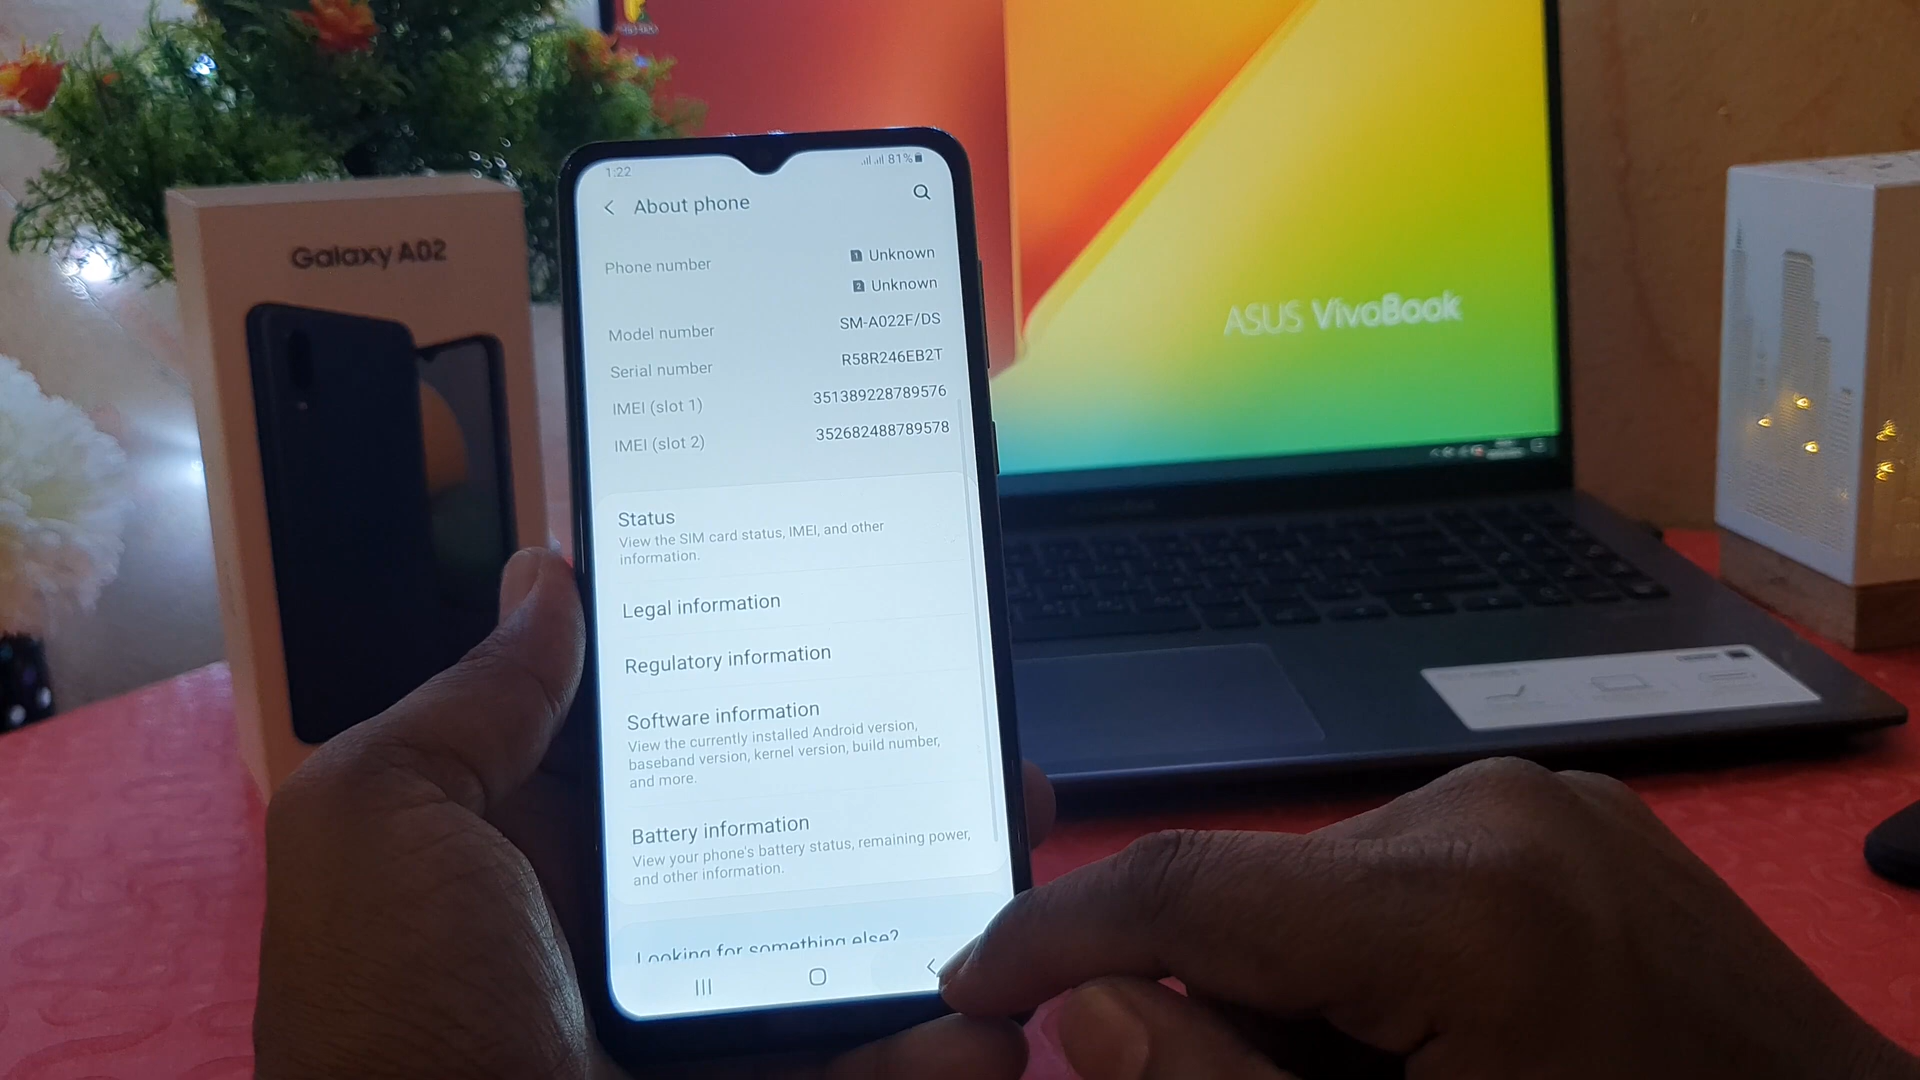 Galaxy A02
1:22
81%
About phone
Phone number
1 Unknown
2 Unknown
Model number SM-A022F/DS
Serial number R58R246EB2T
IMEI (slot 1) 351389228789576
IMEI (slot 2) 352682488789578
Status
View the SIM card status, IMEI, and other
information.
Legal information
Regulatory information
Software information
View the currently installed Android version,
baseband version, kernel version, build number,
and more.
Battery information
View your phone's battery status, remaining power,
and other information.
Looking for something else?
ASUS VivoBook